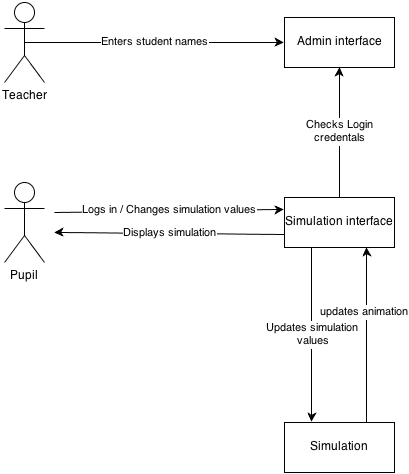 Enters student names
Admin interface
Teacher
Checks Login
credentals
Logs in / Changes simulation values
Simulation interface
Displays simulation
Pupil
updates animation
Updates simulation
values
Simulation